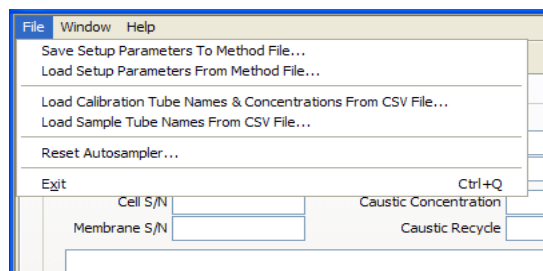 File Window Help
Save Setup Parameters To Method File...
Load Setup Parameters From Method File...
Load Calibration Tube Names & Concentrations From CSV File...
Load Sample Tube Names From CSV File...
Reset Autosampler...
Exit Ctrl+Q
Cell S/N Caustic Concentration
Membrane S/N Caustic Recycle